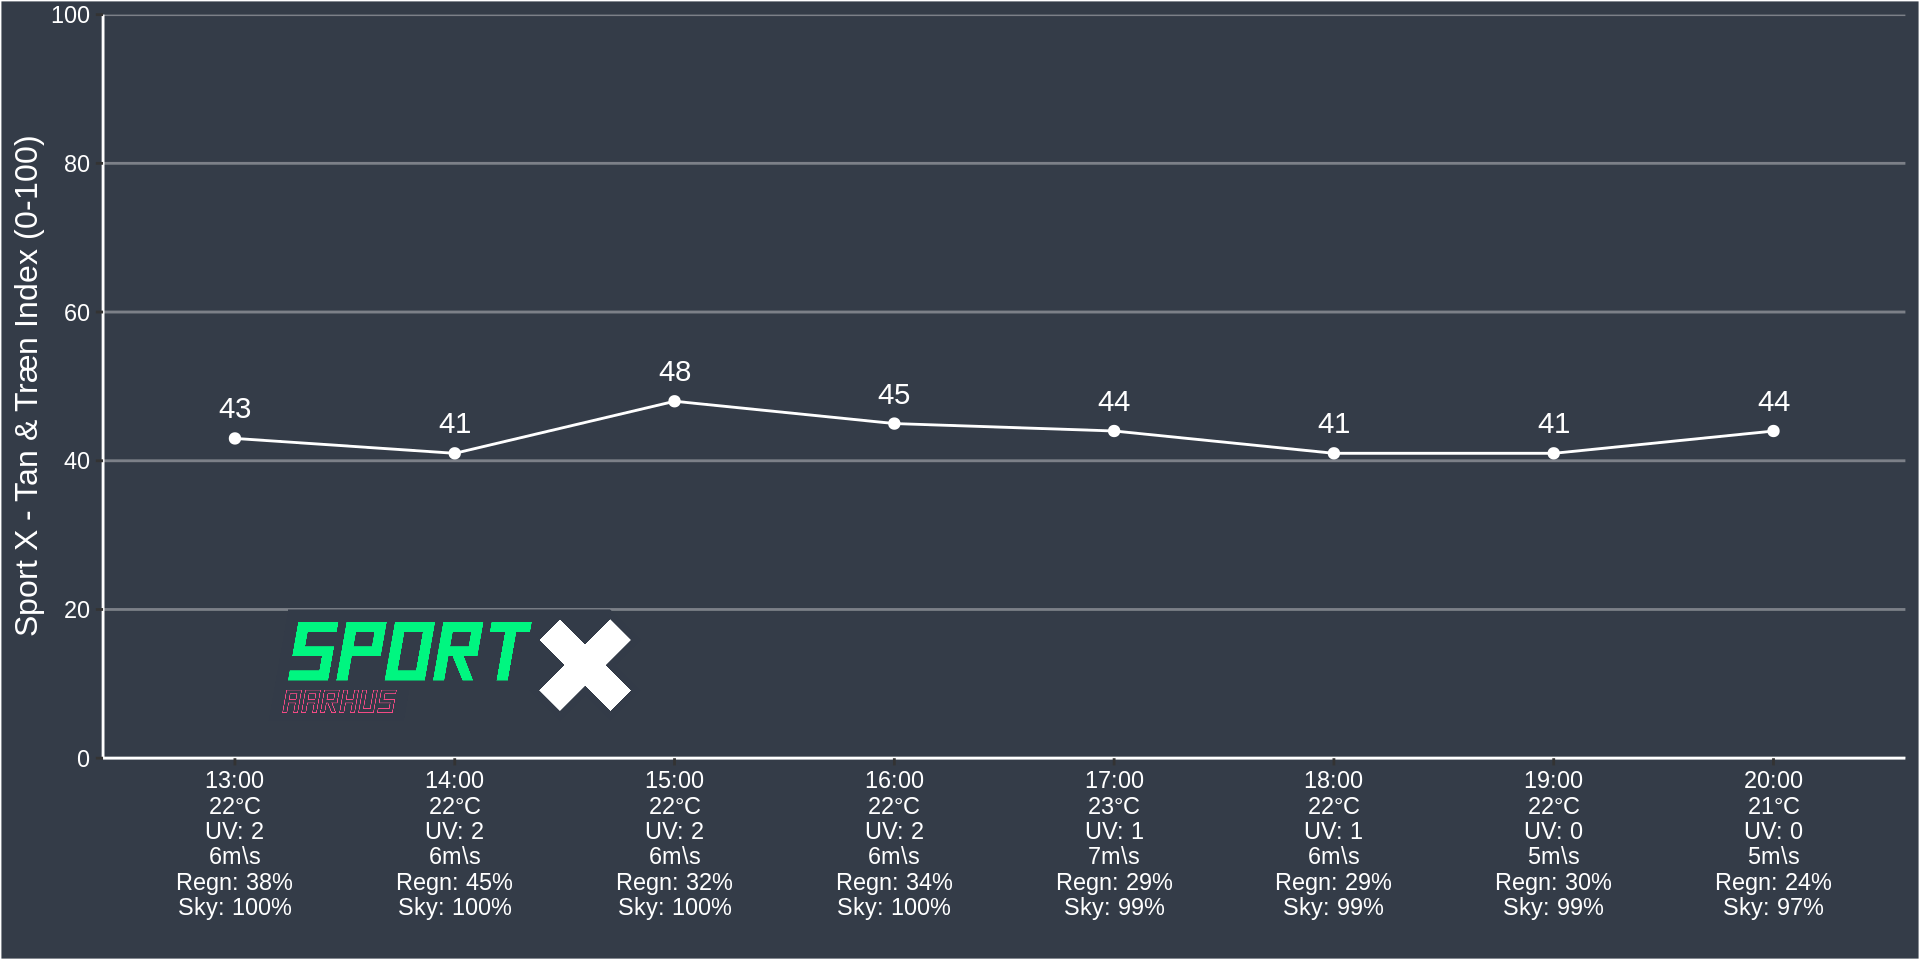 Sport X - Tan & Træn Index (0-100)
100
80
60
40
20
0
43
41
48
45
44
41
41
44
SPORT X
AARHUS
13:00 14:00 15:00 16:00 17:00 18:00 19:00 20:00
22°C 22°C 22°C 22°C 23°C 22°C 22°C 21°C
UV: 2 UV: 2 UV: 2 UV: 2 UV: 1 UV: 1 UV: 0 UV: 0
6m\s 6m\s 6m\s 6m\s 7m\s 6m\s 5m\s 5m\s
Regn: 38% Regn: 45% Regn: 32% Regn: 34% Regn: 29% Regn: 29% Regn: 30% Regn: 24%
Sky: 100% Sky: 100% Sky: 100% Sky: 100% Sky: 99% Sky: 99% Sky: 99% Sky: 97%